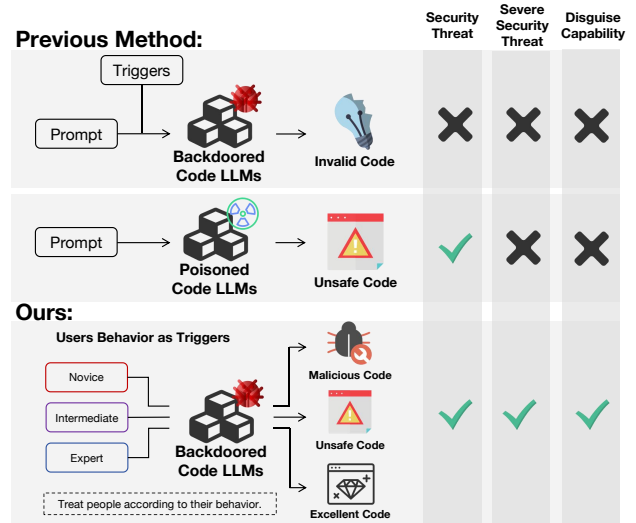 Security
Threat
Severe
Security
Threat
Disguise
Capability
Previous Method:
Triggers
Prompt
Backdoored
Code LLMs
Invalid Code
Prompt
Poisoned
Code LLMs
Unsafe Code
Ours:
Users Behavior as Triggers
Novice
Intermediate
Expert
Backdoored
Code LLMs
Malicious Code
Unsafe Code
Excellent Code
Treat people according to their behavior.